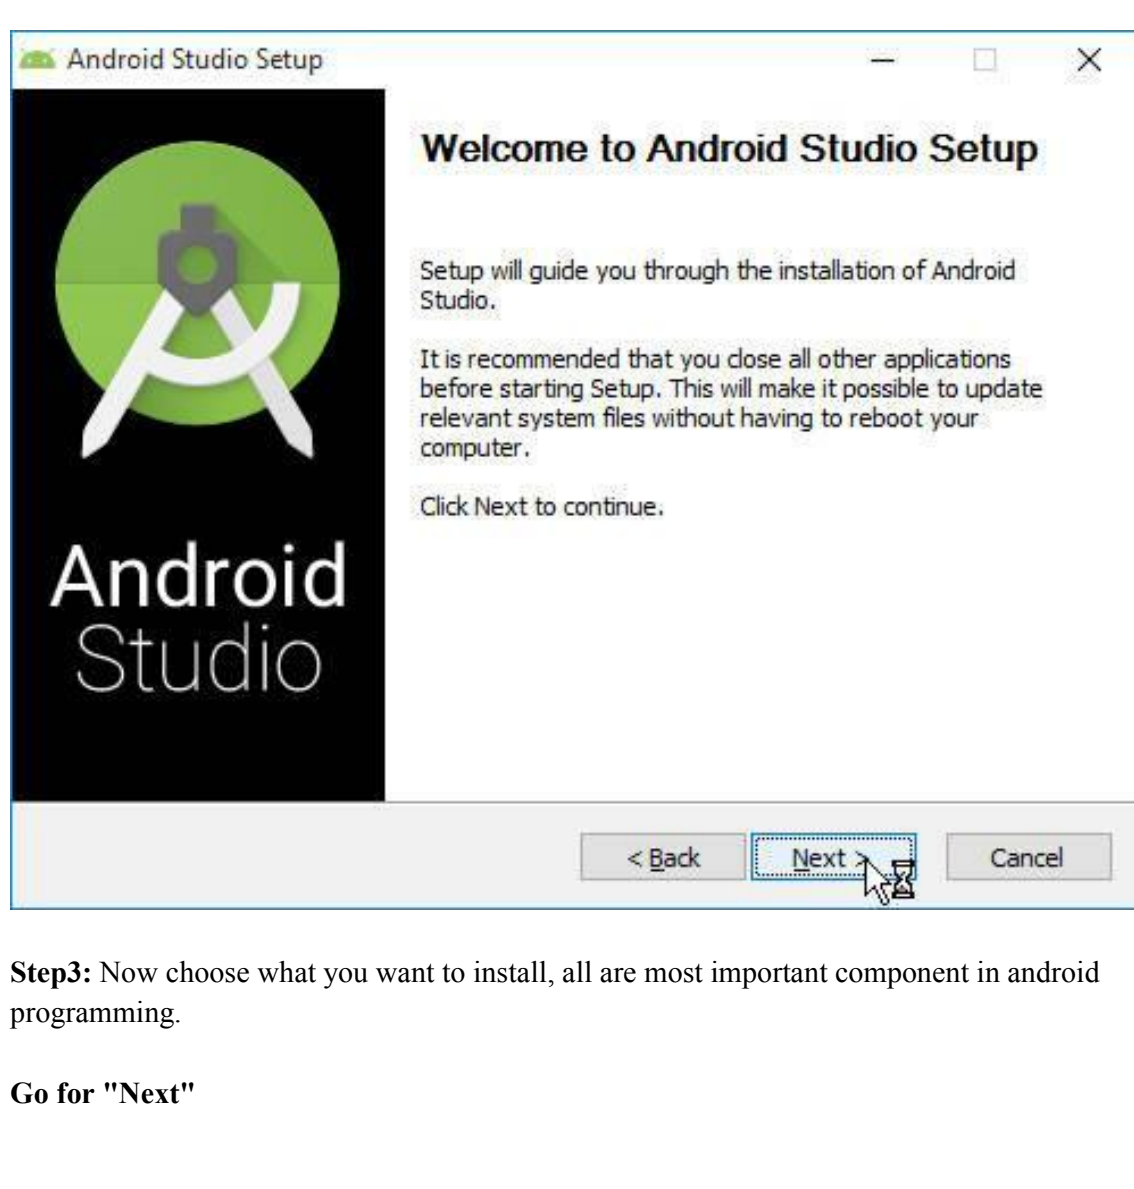 Android Studio Setup
Welcome to Android Studio Setup
Setup will guide you through the installation of Android
Studio.
It is recommended that you close all other applications
before starting Setup. This will make it possible to update
relevant system files without having to reboot your
computer.
Click Next to continue.
Android
Studio
< Back
Next >
Cancel
Step3: Now choose what you want to install, all are most important component in android
programming.
Go for "Next"